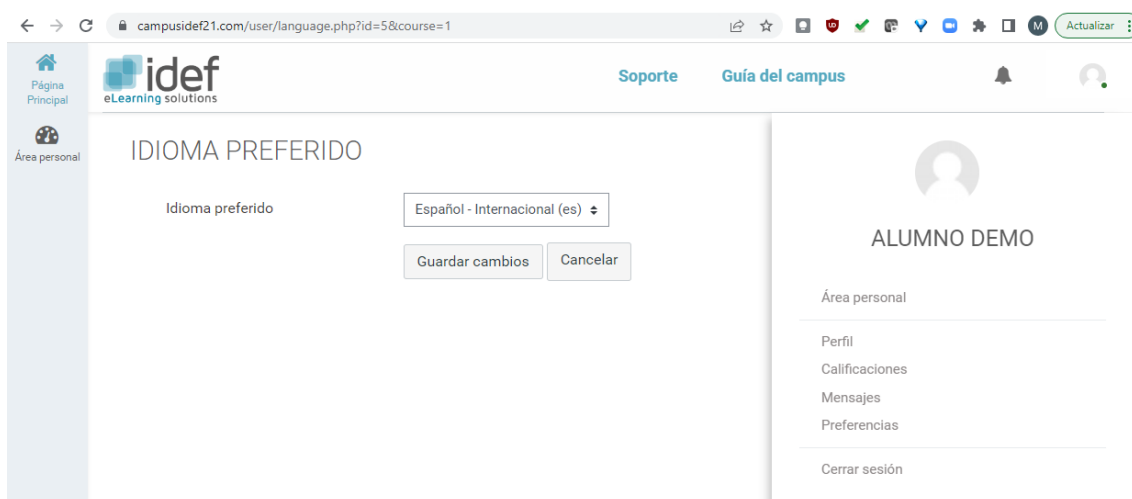 campusidef21.com/user/language.php?id=5&course=1
M
Actualizar
Página
Principal
Área personal
idef
eLearning solutions
Soporte
Guía del campus
IDIOMA PREFERIDO
Idioma preferido
Español - Internacional (es)
Guardar cambios
Cancelar
ALUMNO DEMO
Área personal
Perfil
Calificaciones
Mensajes
Preferencias
Cerrar sesión